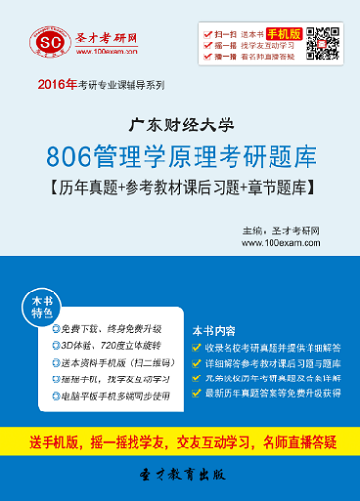 SC
圣才考研网
www.100exam.com
扫一扫 送本书 手机版
摇一摇 找学友互动学习
播一播 看名师直播答疑
2016年考研专业课辅导系列
广东财经大学
806管理学原理考研题库
【历年真题+参考教材课后习题+章节题库】
主编：圣才考研网
www.100exam.com
本书特色
免费下载，终身免费升级
3D体验，720度立体旋转
送本资料手机版（扫二维码）
摇摇手机，找学友互动学习
电脑平板手机多端同步使用
本书内容
收录名校考研真题并提供详细解答
详细解答参考教材课后习题与题库
兄弟院校历年考研真题及答案详解
最新历年真题答案等免费升级获得
送手机版，摇一摇找学友，交友互动学习，名师直播答疑
圣才教育出版